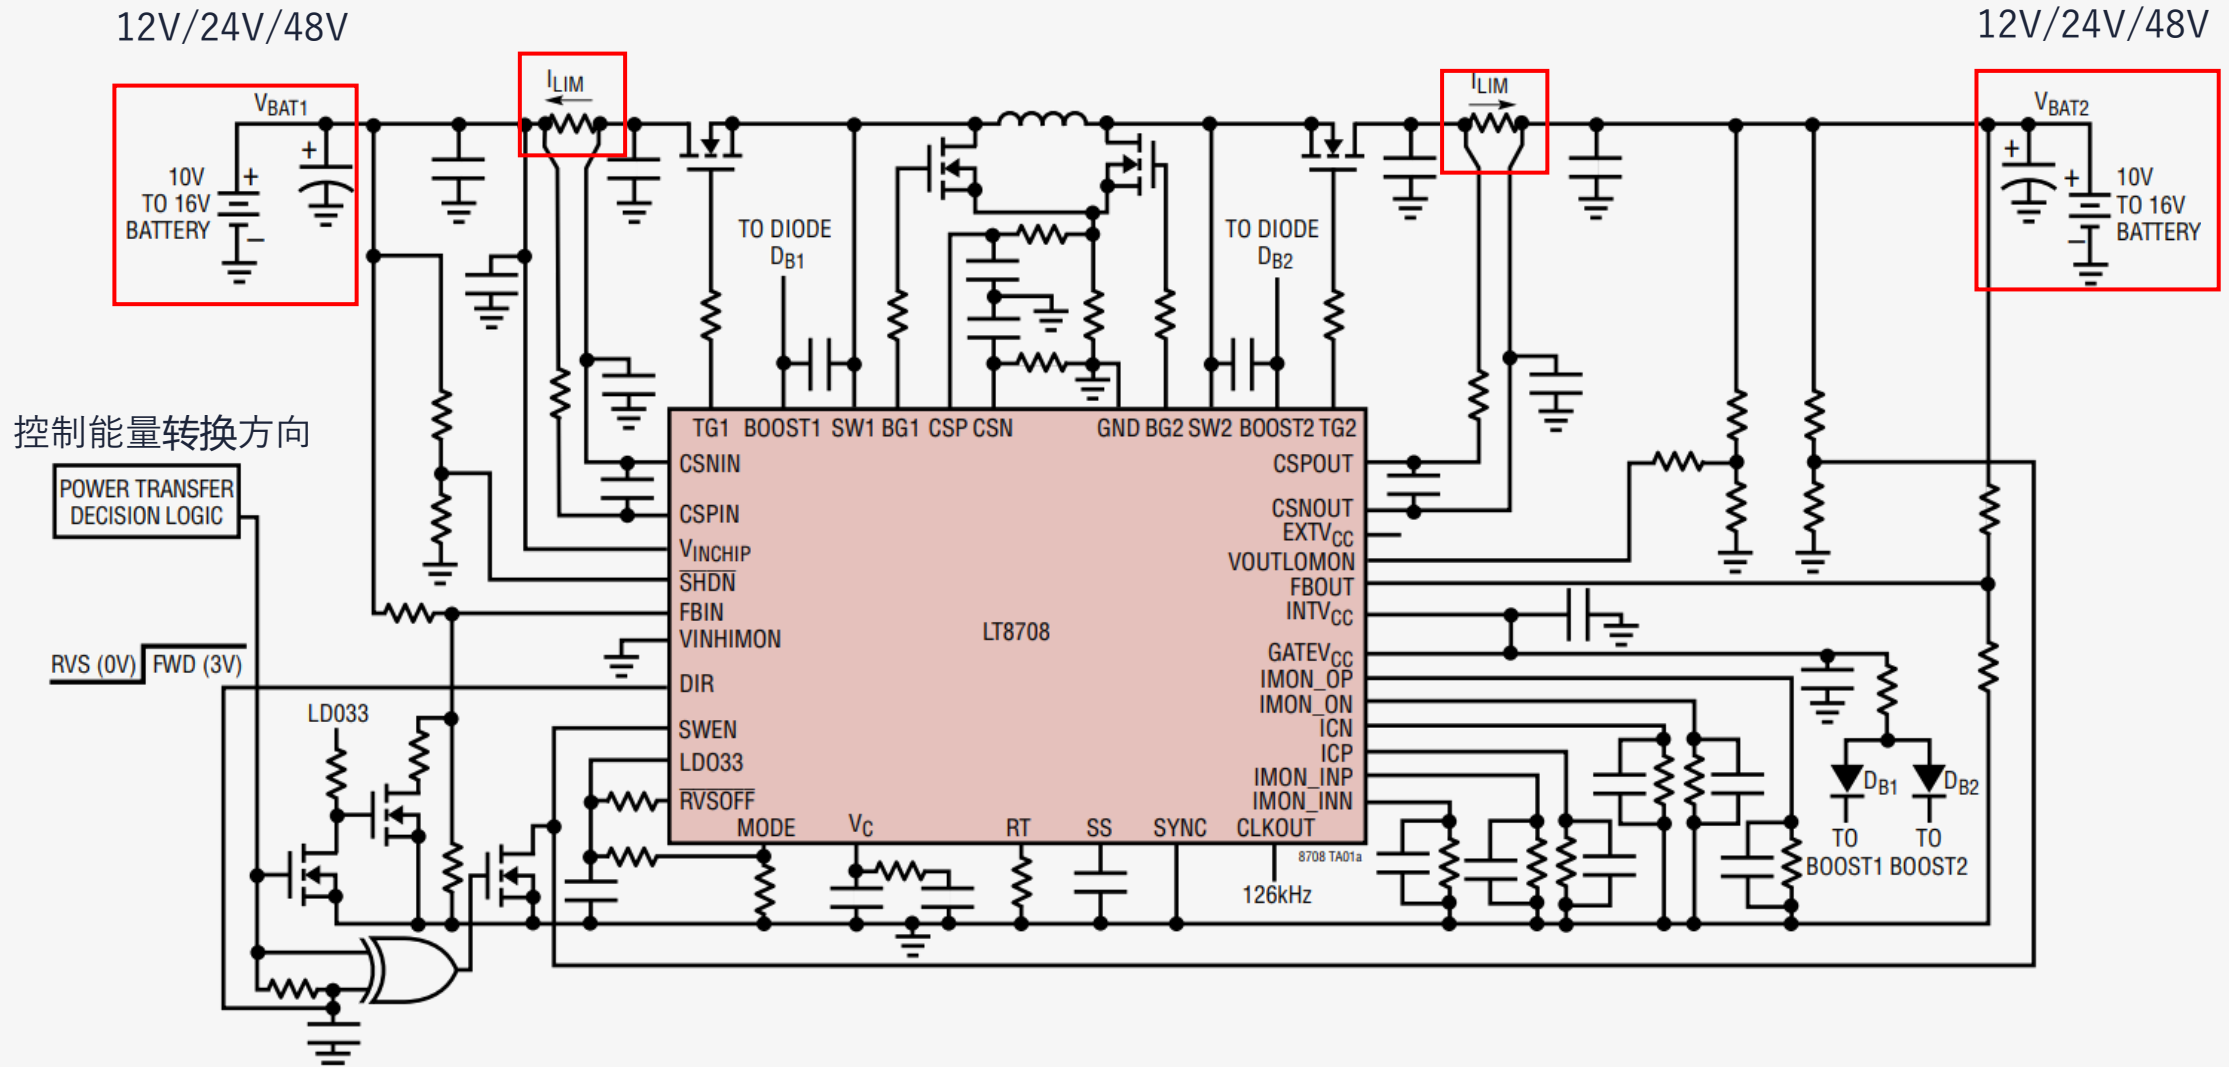 12V/24V/48V
12V/24V/48V
ILIM
ILIM
VBAT1
VBAT2
+
+
10V
TO 16V
BATTERY
−
+
+
10V
TO 16V
BATTERY
−
TO DIODE
DB1
TO DIODE
DB2
控制能量转换方向
POWER TRANSFER
DECISION LOGIC
TG1 BOOST1 SW1 BG1 CSP CSN GND BG2 SW2 BOOST2 TG2
CSNIN
CSPIN
VINCHIP
SHDN
FBIN
VINHIMON
DIR
SWEN
LDO33
RVSOFF
LT8708
CSPOUT
CSNOUT
EXTVCC
VOUTLOMON
FBOUT
INTVCC
GATEVCC
IMON_OP
IMON_ON
ICN
ICP
IMON_INP
IMON_INN
MODE VC RT SS SYNC CLKOUT
8708 TA01a
126kHz
RVS (0V) FWD (3V)
LDO33
DB1
DB2
TO
BOOST1
TO
BOOST2